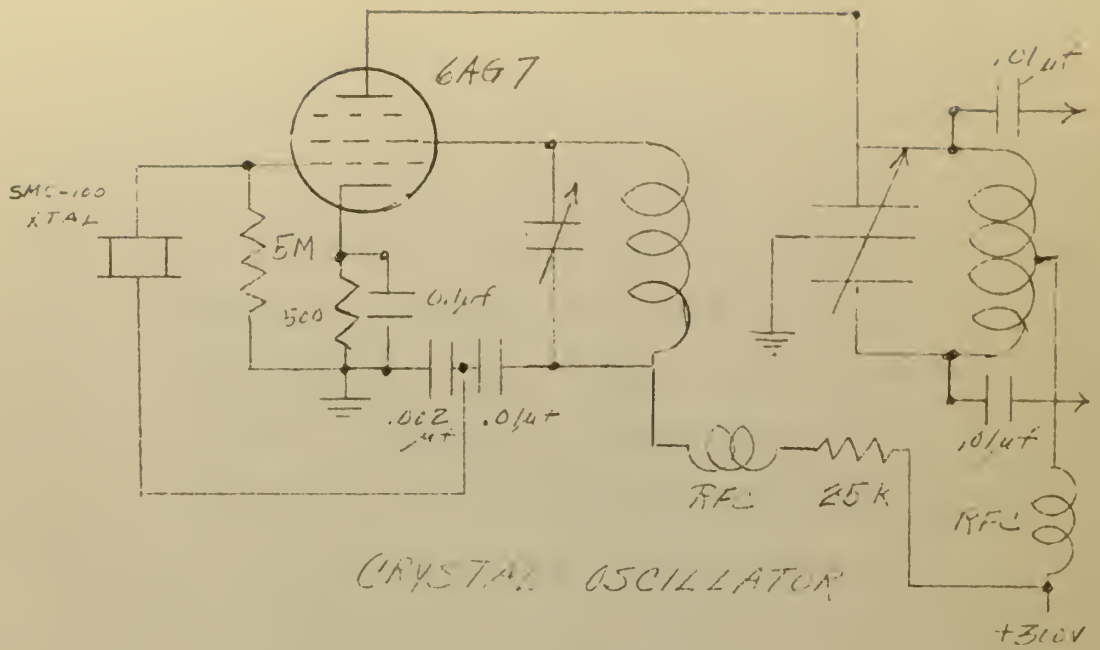 6AG7
.01µf
SMC-100
XTAL
5M
500
0.1µf
.002
µf
.01µf
.01µf
RFC
25K
RFC
CRYSTAL OSCILLATOR
+300V